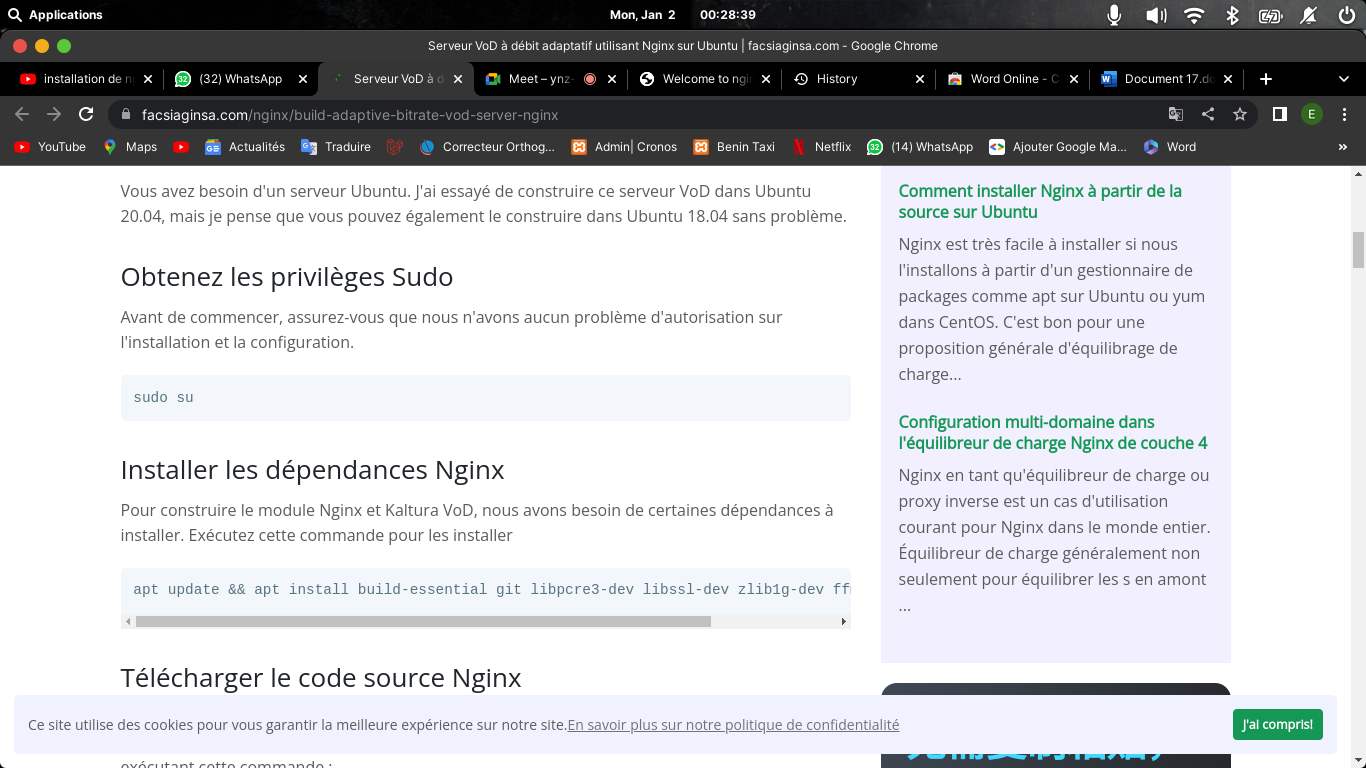 Applications
Mon, Jan 2 00:28:39
Serveur VoD à débit adaptatif utilisant Nginx sur Ubuntu | facsiaginsa.com - Google Chrome
installation de n
(32) WhatsApp
Serveur VoD à d
Meet – ynz-
Welcome to ngi
History
Word Online - C
Document 17.do
facsiaginsa.com/nginx/build-adaptive-bitrate-vod-server-nginx
E
YouTube
Maps
Actualités
Traduire
Correcteur Orthog...
Admin| Cronos
Benin Taxi
Netflix
(14) WhatsApp
Ajouter Google Ma...
Word
»
Vous avez besoin d'un serveur Ubuntu. J'ai essayé de construire ce serveur VoD dans Ubuntu
20.04, mais je pense que vous pouvez également le construire dans Ubuntu 18.04 sans problème.
Obtenez les privilèges Sudo
Avant de commencer, assurez-vous que nous n'avons aucun problème d'autorisation sur
l'installation et la configuration.
sudo su
Installer les dépendances Nginx
Pour construire le module Nginx et Kaltura VoD, nous avons besoin de certaines dépendances à
installer. Exécutez cette commande pour les installer
apt update && apt install build-essential git libpcre3-dev libssl-dev zlib1g-dev ff
Télécharger le code source Nginx
Comment installer Nginx à partir de la
source sur Ubuntu
Nginx est très facile à installer si nous
l'installons à partir d'un gestionnaire de
packages comme apt sur Ubuntu ou yum
dans CentOS. C'est bon pour une
proposition générale d'équilibrage de
charge...
Configuration multi-domaine dans
l'équilibreur de charge Nginx de couche 4
Nginx en tant qu'équilibreur de charge ou
proxy inverse est un cas d'utilisation
courant pour Nginx dans le monde entier.
Équilibreur de charge généralement non
seulement pour équilibrer les s en amont
...
Ce site utilise des cookies pour vous garantir la meilleure expérience sur notre site.En savoir plus sur notre politique de confidentialité
J'ai compris!
exécutant cette commande :